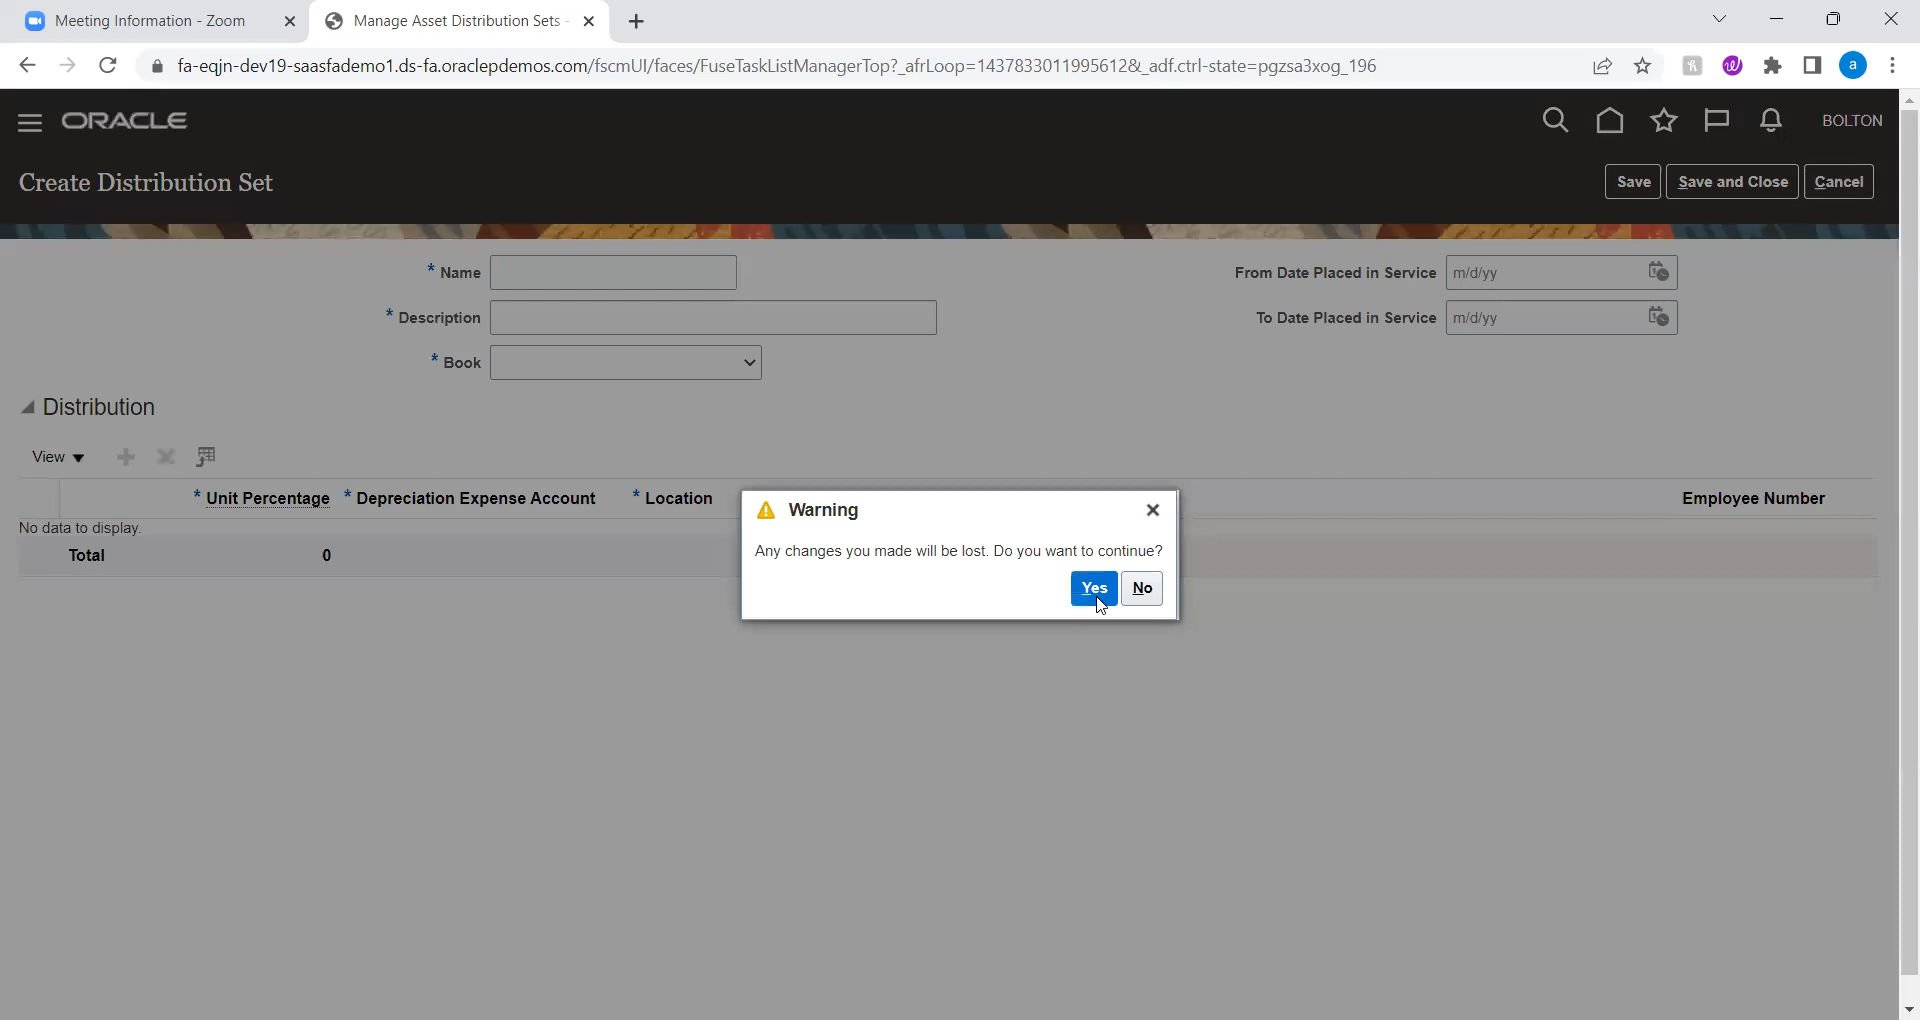 Meeting Information - Zoom
Manage Asset Distribution Sets -
fa-eqjn-dev19-saasfademo1.ds-fa.oraclepdemos.com/fscmUI/faces/FuseTaskListManagerTop?_afrLoop=14378330119956128&_adf.ctrl-state=pgzsa3xog_196
a
ORACLE
BOLTON
Create Distribution Set
Save
Save and Close
Cancel
* Name
From Date Placed in Service
m/d/yy
* Description
To Date Placed in Service
m/d/yy
* Book
Distribution
View
* Unit Percentage
* Depreciation Expense Account
* Location
Employee Number
No data to display.
Total
0
Warning
Any changes you made will be lost. Do you want to continue?
Yes
No